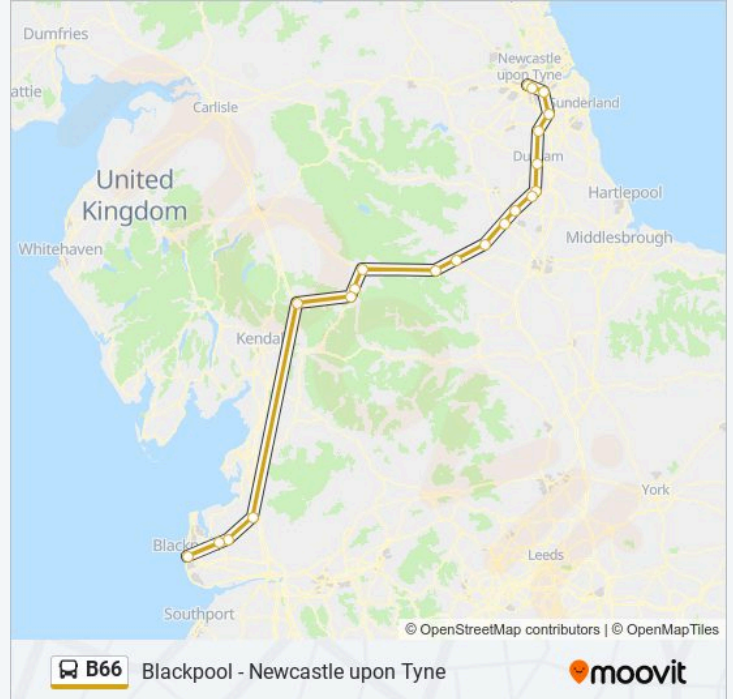 Dumfries
Newcastle
upon Tyne
attie
Carlisle
Sunderland
Durham
United
Kingdom
Hartlepool
Middlesbrough
Whitehaven
Kendal
York
Blackp
Leeds
Southport
© OpenStreetMap contributors | © OpenMapTiles
B66 Blackpool - Newcastle upon Tyne
moovit